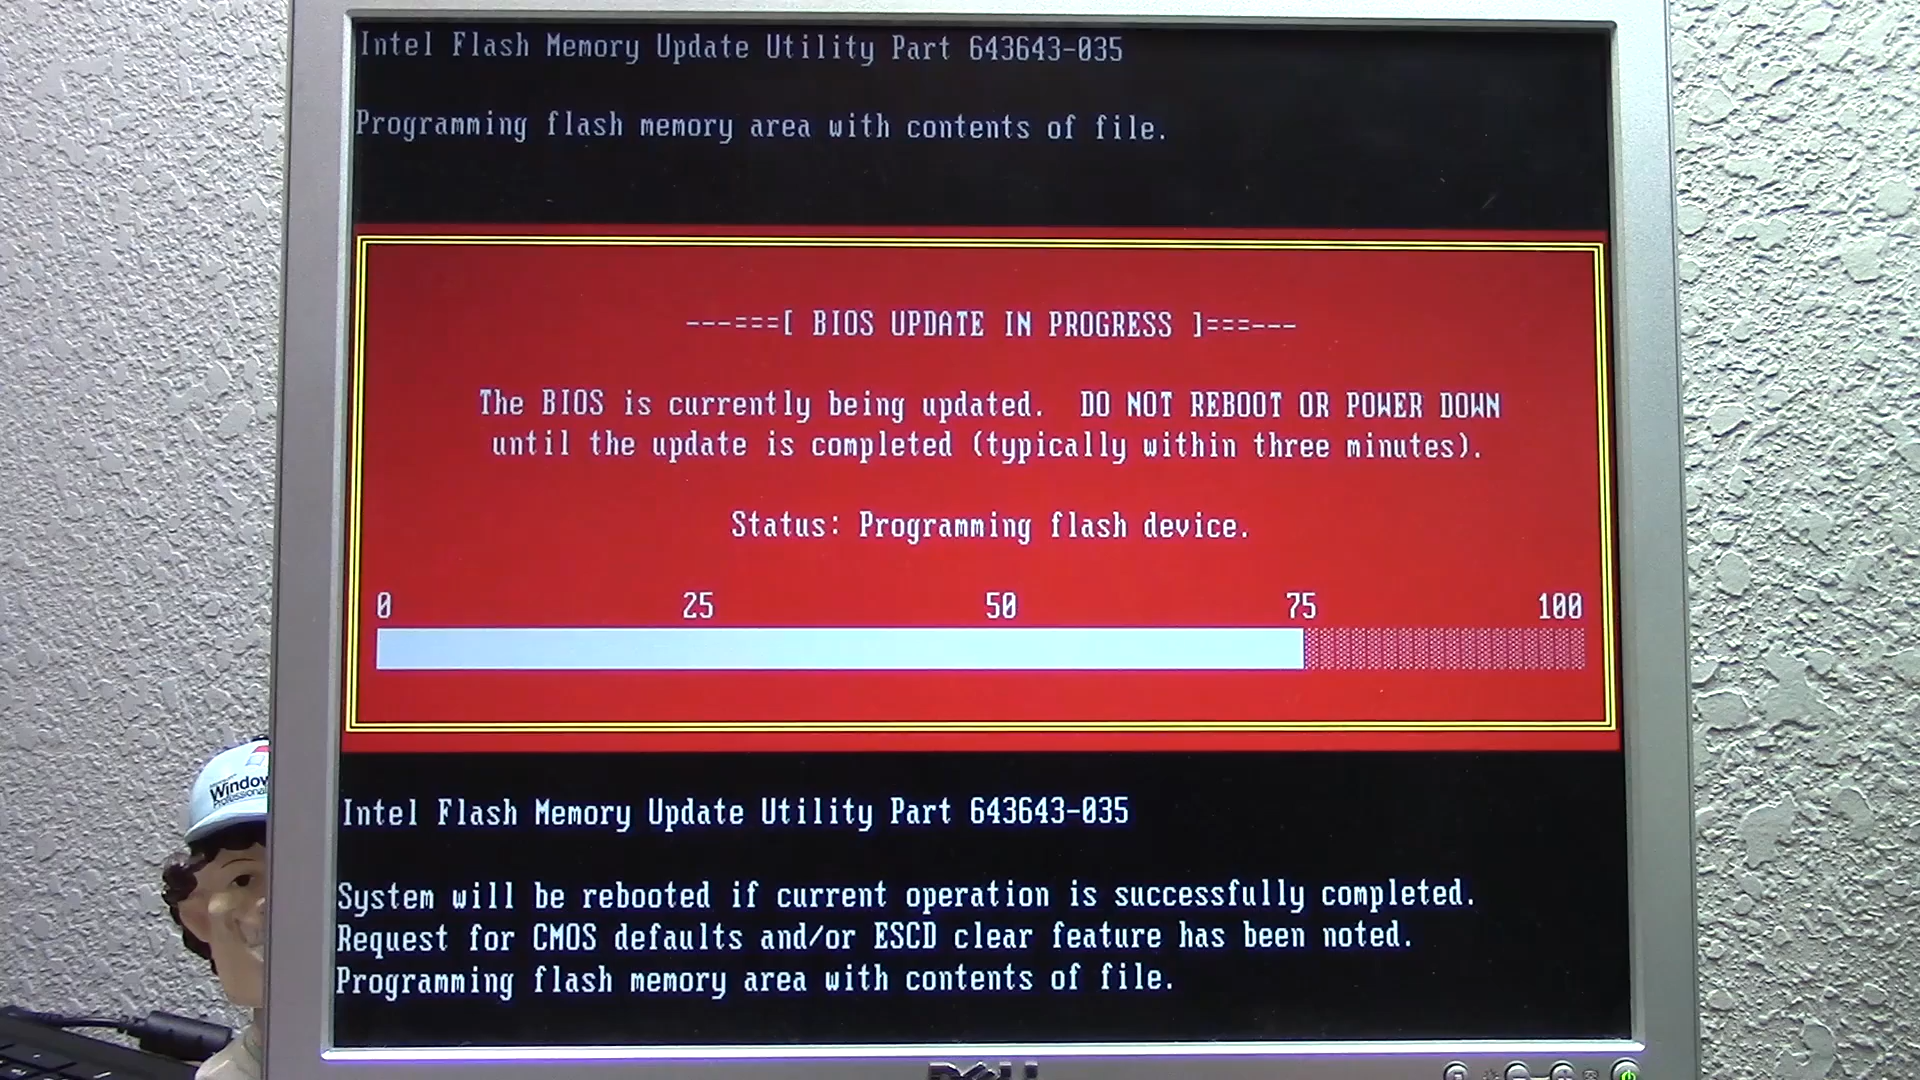 Intel Flash Memory Update Utility Part 643643-035
Programming flash memory area with contents of file.
---===[ BIOS UPDATE IN PROGRESS ]===---
The BIOS is currently being updated.  DO NOT REBOOT OR POWER DOWN
until the update is completed (typically within three minutes).
Status: Programming flash device.
0 25 50 75 100
Intel Flash Memory Update Utility Part 643643-035
System will be rebooted if current operation is successfully completed.
Request for CMOS defaults and/or ESCD clear feature has been noted.
Programming flash memory area with contents of file.
Window
Professional
DELL